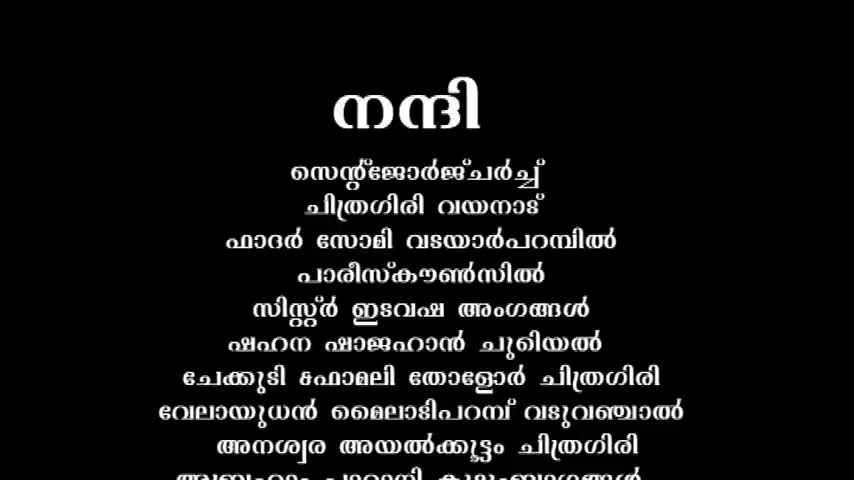 നന്ദി
സെന്റ്ജോർജ്ചർച്ച്
ചിത്രഗിരി വയനാട്
ഫാദർ സോമി വടയാർപറമ്പിൽ
പാരീസ്കൗൺസിൽ
സിസ്റ്റ്ർ ഇടവഷ അംഗങ്ങൾ
ഷഹന ഷാജഹാൻ ചുഴിയൽ
ചേക്കുടി ഫാമലി തോളോർ ചിത്രഗിരി
വേലായുധൻ മൈലാടിപറമ്പ് വടുവഞ്ചാൽ
അനശ്വര അയൽക്കൂട്ടം ചിത്രഗിരി